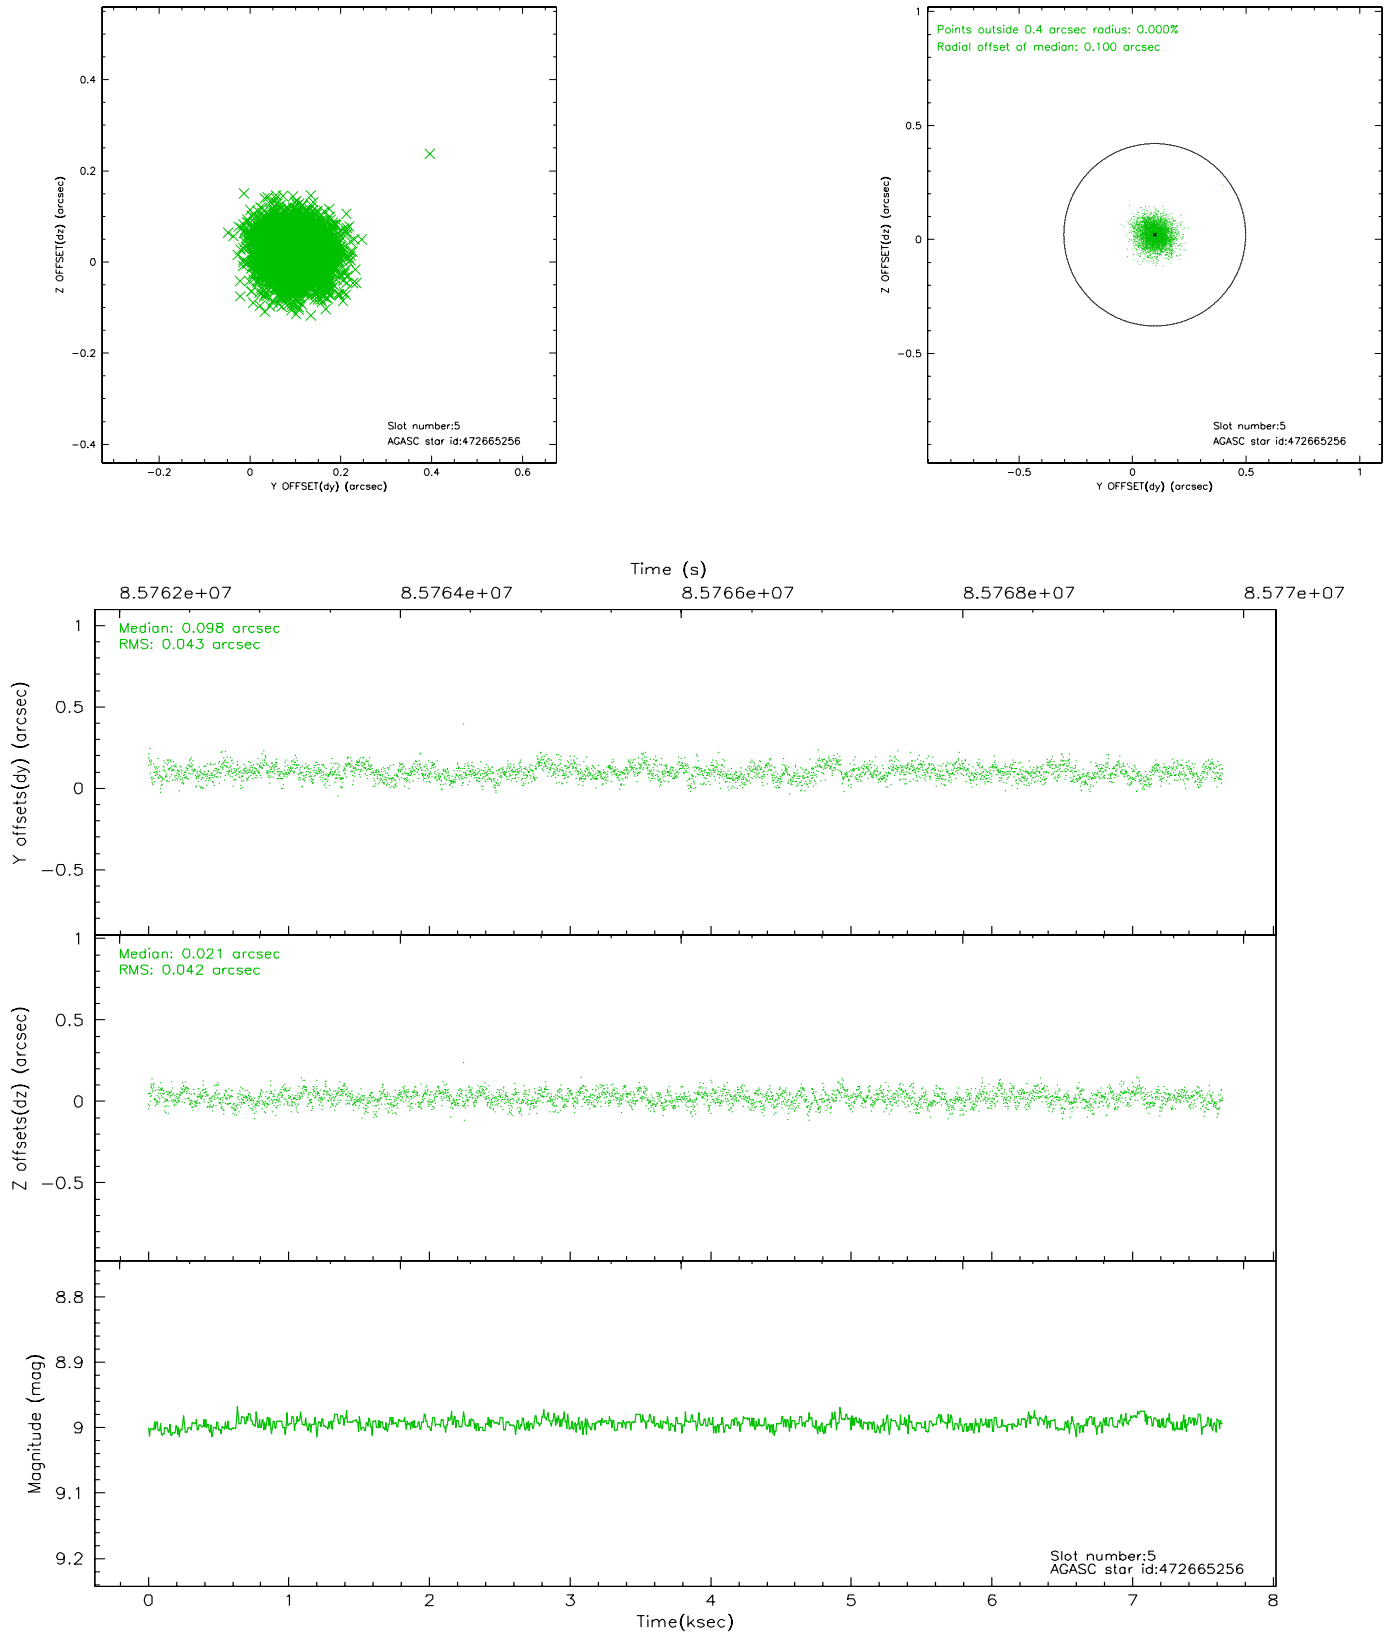 0.4
0.2
0
−0.2
−0.4
Z OFFSET(dz) (arcsec)
−0.2 0 0.2 0.4 0.6
Y OFFSET(dy) (arcsec)
Slot number:5
AGASC star id:472665256
Points outside 0.4 arcsec radius: 0.000%
Radial offset of median: 0.100 arcsec
1
0.5
0
−0.5
Z OFFSET(dz) (arcsec)
−0.5 0 0.5 1
Y OFFSET(dy) (arcsec)
Slot number:5
AGASC star id:472665256
Time (s)
8.5762e+07 8.5764e+07 8.5766e+07 8.5768e+07 8.577e+07
Median: 0.098 arcsec
RMS: 0.043 arcsec
1
0.5
0
−0.5
Y offsets(dy) (arcsec)
Median: 0.021 arcsec
RMS: 0.042 arcsec
1
0.5
0
−0.5
Z offsets(dz) (arcsec)
8.8
8.9
9
9.1
9.2
Magnitude (mag)
Slot number:5
AGASC star id:472665256
0 1 2 3 4 5 6 7 8
Time(ksec)